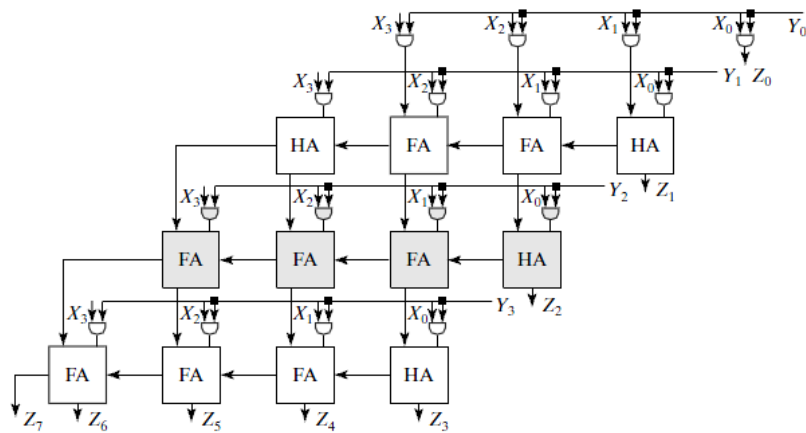 X3 X2 X1 X0 Y0
X3 X2 X1 X0 Y1 Z0
HA FA FA HA
X3 X2 X1 X0 Y2 Z1
FA FA FA HA
X3 X2 X1 X0 Y3 Z2
FA FA FA HA
Z7 Z6 Z5 Z4 Z3